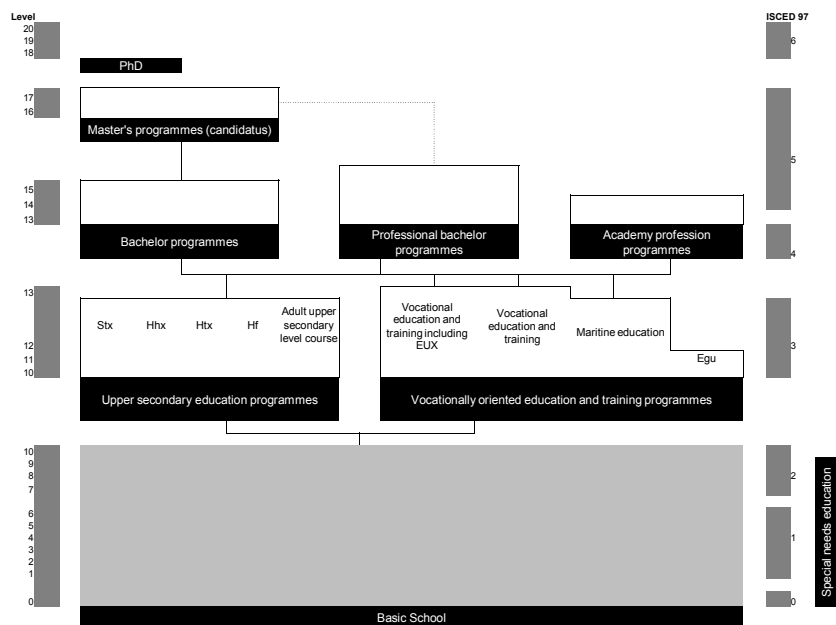 Level
ISCED 97
20
19
18
6
PhD
17
16
Master's programmes (candidatus)
5
15
14
13
Bachelor programmes
Professional bachelor
programmes
Academy profession
programmes
4
13
12
11
10
Stx
Hhx
Htx
Hf
Adult upper
secondary
level course
Vocational
education and
training including
EUX
Vocational
education and
training
Maritine education
Egu
3
Upper secondary education programmes
Vocationally oriented education and training programmes
10
9
8
7
6
5
4
3
2
1
0
2
1
0
Special needs education
Basic School